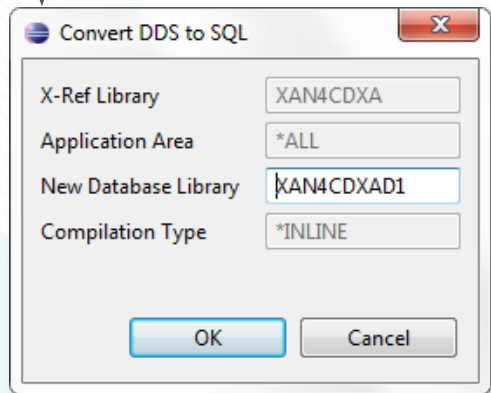 Convert DDS to SQL
X-Ref Library XAN4CDXA
Application Area *ALL
New Database Library XAN4CDXAD1
Compilation Type *INLINE
OK Cancel